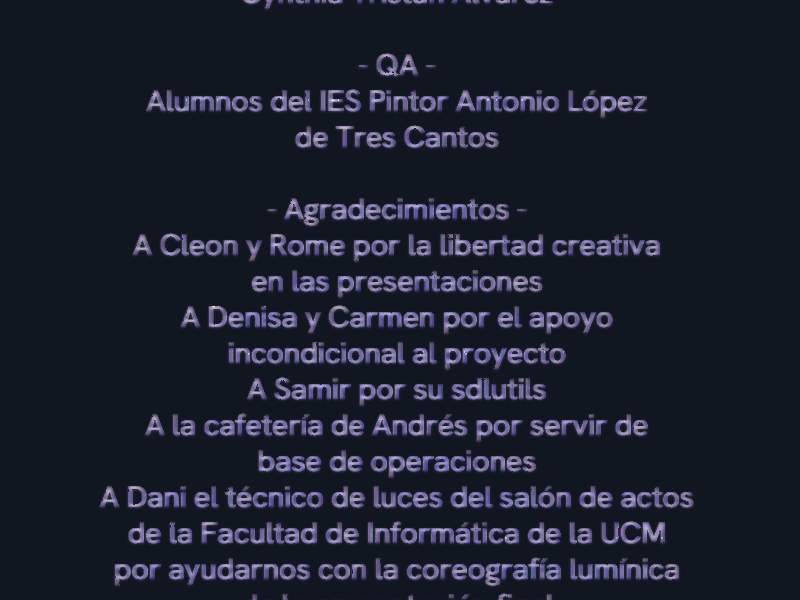 Cynthia Tristán Álvarez
- QA -
Alumnos del IES Pintor Antonio López
de Tres Cantos
- Agradecimientos -
A Cleon y Rome por la libertad creativa
en las presentaciones
A Denisa y Carmen por el apoyo
incondicional al proyecto
A Samir por su sdlutils
A la cafetería de Andrés por servir de
base de operaciones
A Dani el técnico de luces del salón de actos
de la Facultad de Informática de la UCM
por ayudarnos con la coreografía lumínica